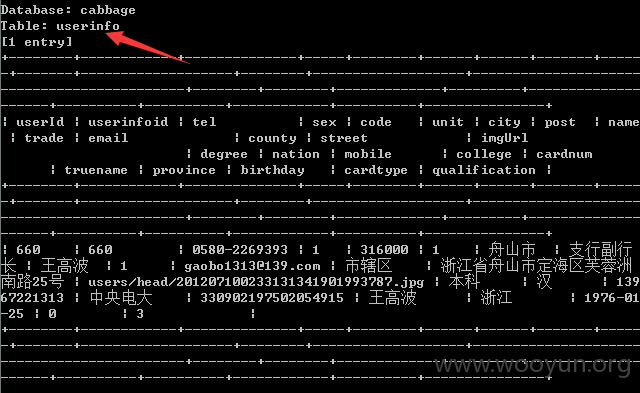 Database: cabbage
Table: userinfo
[1 entry]
| userId | userinfoid | tel | sex | code | unit | city | post | name
| trade | email | county | street | imgUrl
| degree | nation | mobile | college | cardnum
| truename | province | birthday | cardtype | qualification |
| 660 | 660 | 0580-2269393 | 1 | 316000 | 1 | 舟山市 | 支行副行
长 | 王高波 | 1 | gaobo1313@139.com | 市辖区 | 浙江省舟山市定海区芙蓉洲
南路25号 | users/head/20120710023313134190199​3787.jpg | 本科 | 汉 | 139
67221313 | 中央电大 | 330902197502054915 | 王高波 | 浙江 | 1976-01
-25 | 0 | 3 |
www.wooyun.org